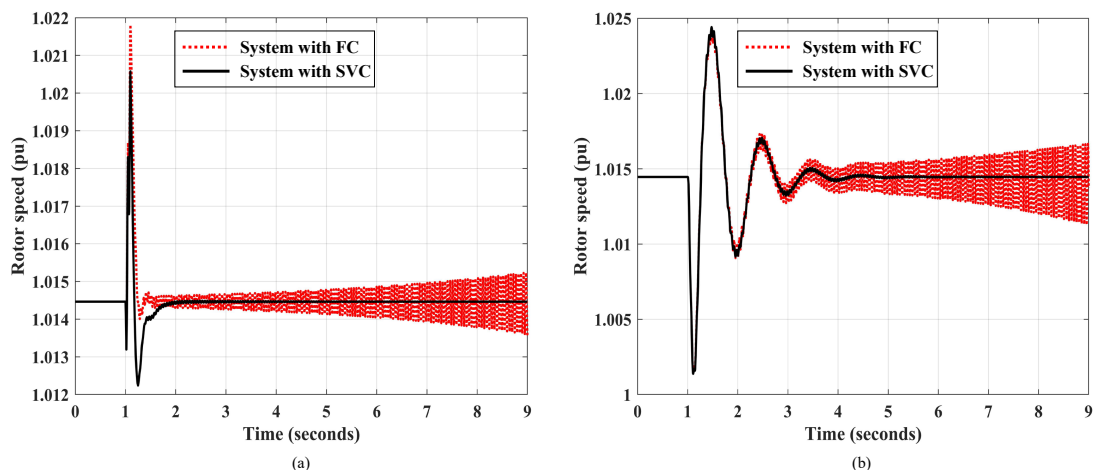 1.022
1.021
1.02
1.019
1.018
1.017
1.016
1.015
1.014
1.013
1.012
Rotor speed (pu)
System with FC
System with SVC
0 1 2 3 4 5 6 7 8 9
Time (seconds)
(a)
1.025
1.02
1.015
1.01
1.005
1
Rotor speed (pu)
System with FC
System with SVC
0 1 2 3 4 5 6 7 8 9
Time (seconds)
(b)